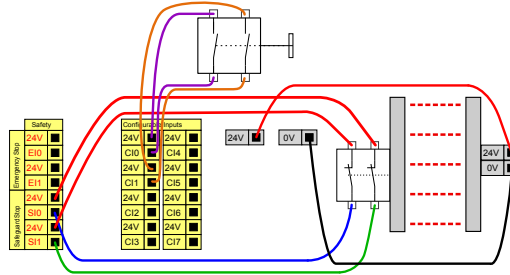 Safety
Emergency Stop
24V
EI0
24V
EI1
Safeguard Stop
24V
SI0
24V
SI1
Configurable Inputs
24V 24V
CI0 CI4
24V 24V
CI1 CI5
24V 24V
CI2 CI6
24V 24V
CI3 CI7
24V 0V
24V
0V